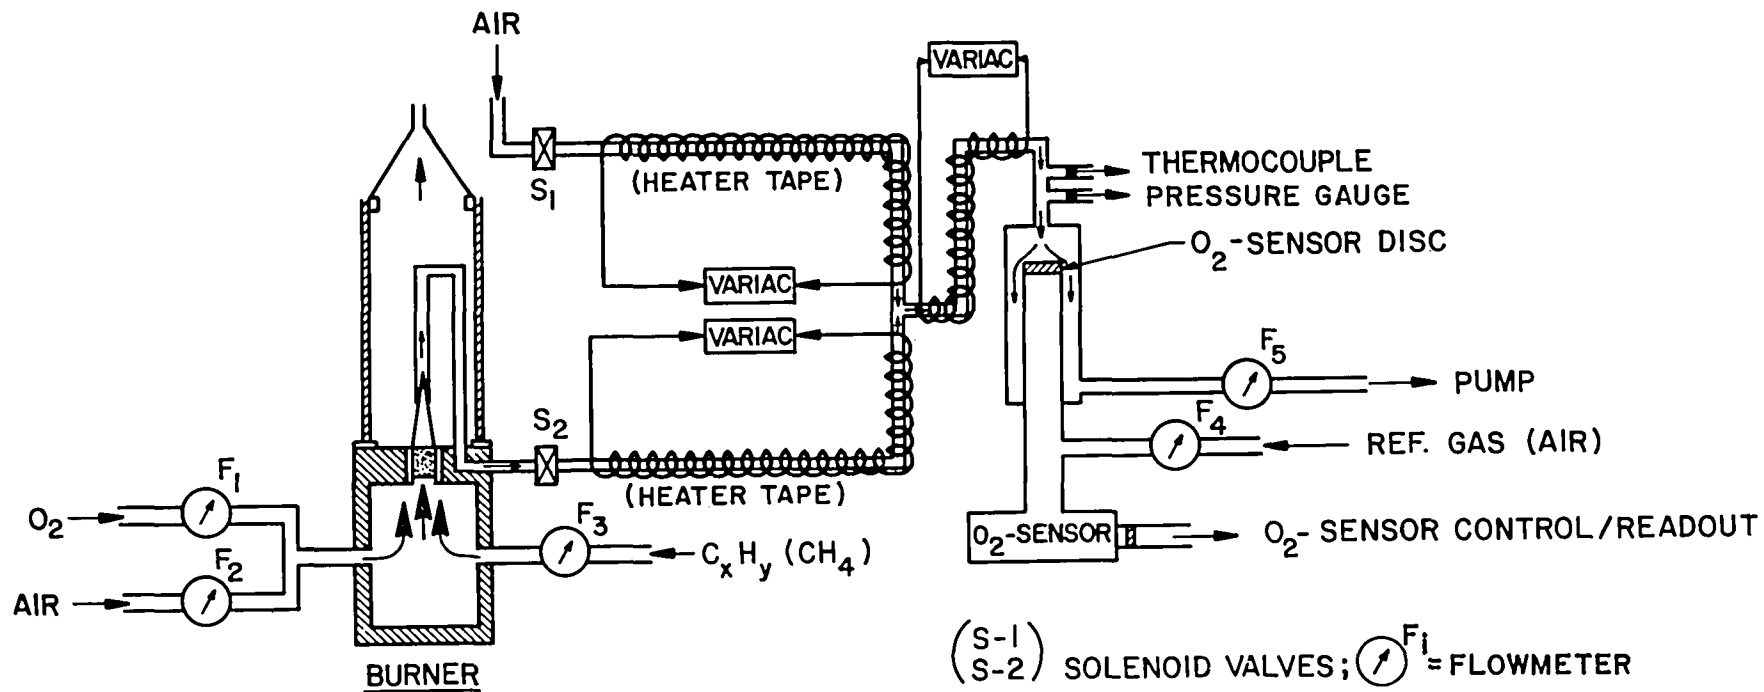 AIR
VARIAC
S1
(HEATER TAPE)
THERMOCOUPLE
PRESSURE GAUGE
O2-SENSOR DISC
VARIAC
VARIAC
F5
PUMP
S2
F4
REF. GAS (AIR)
(HEATER TAPE)
F1
O2
F3
O2-SENSOR
O2- SENSOR CONTROL/READOUT
CxHy (CH4)
F2
AIR
BURNER
(S-1
S-2) SOLENOID VALVES; Fi = FLOWMETER